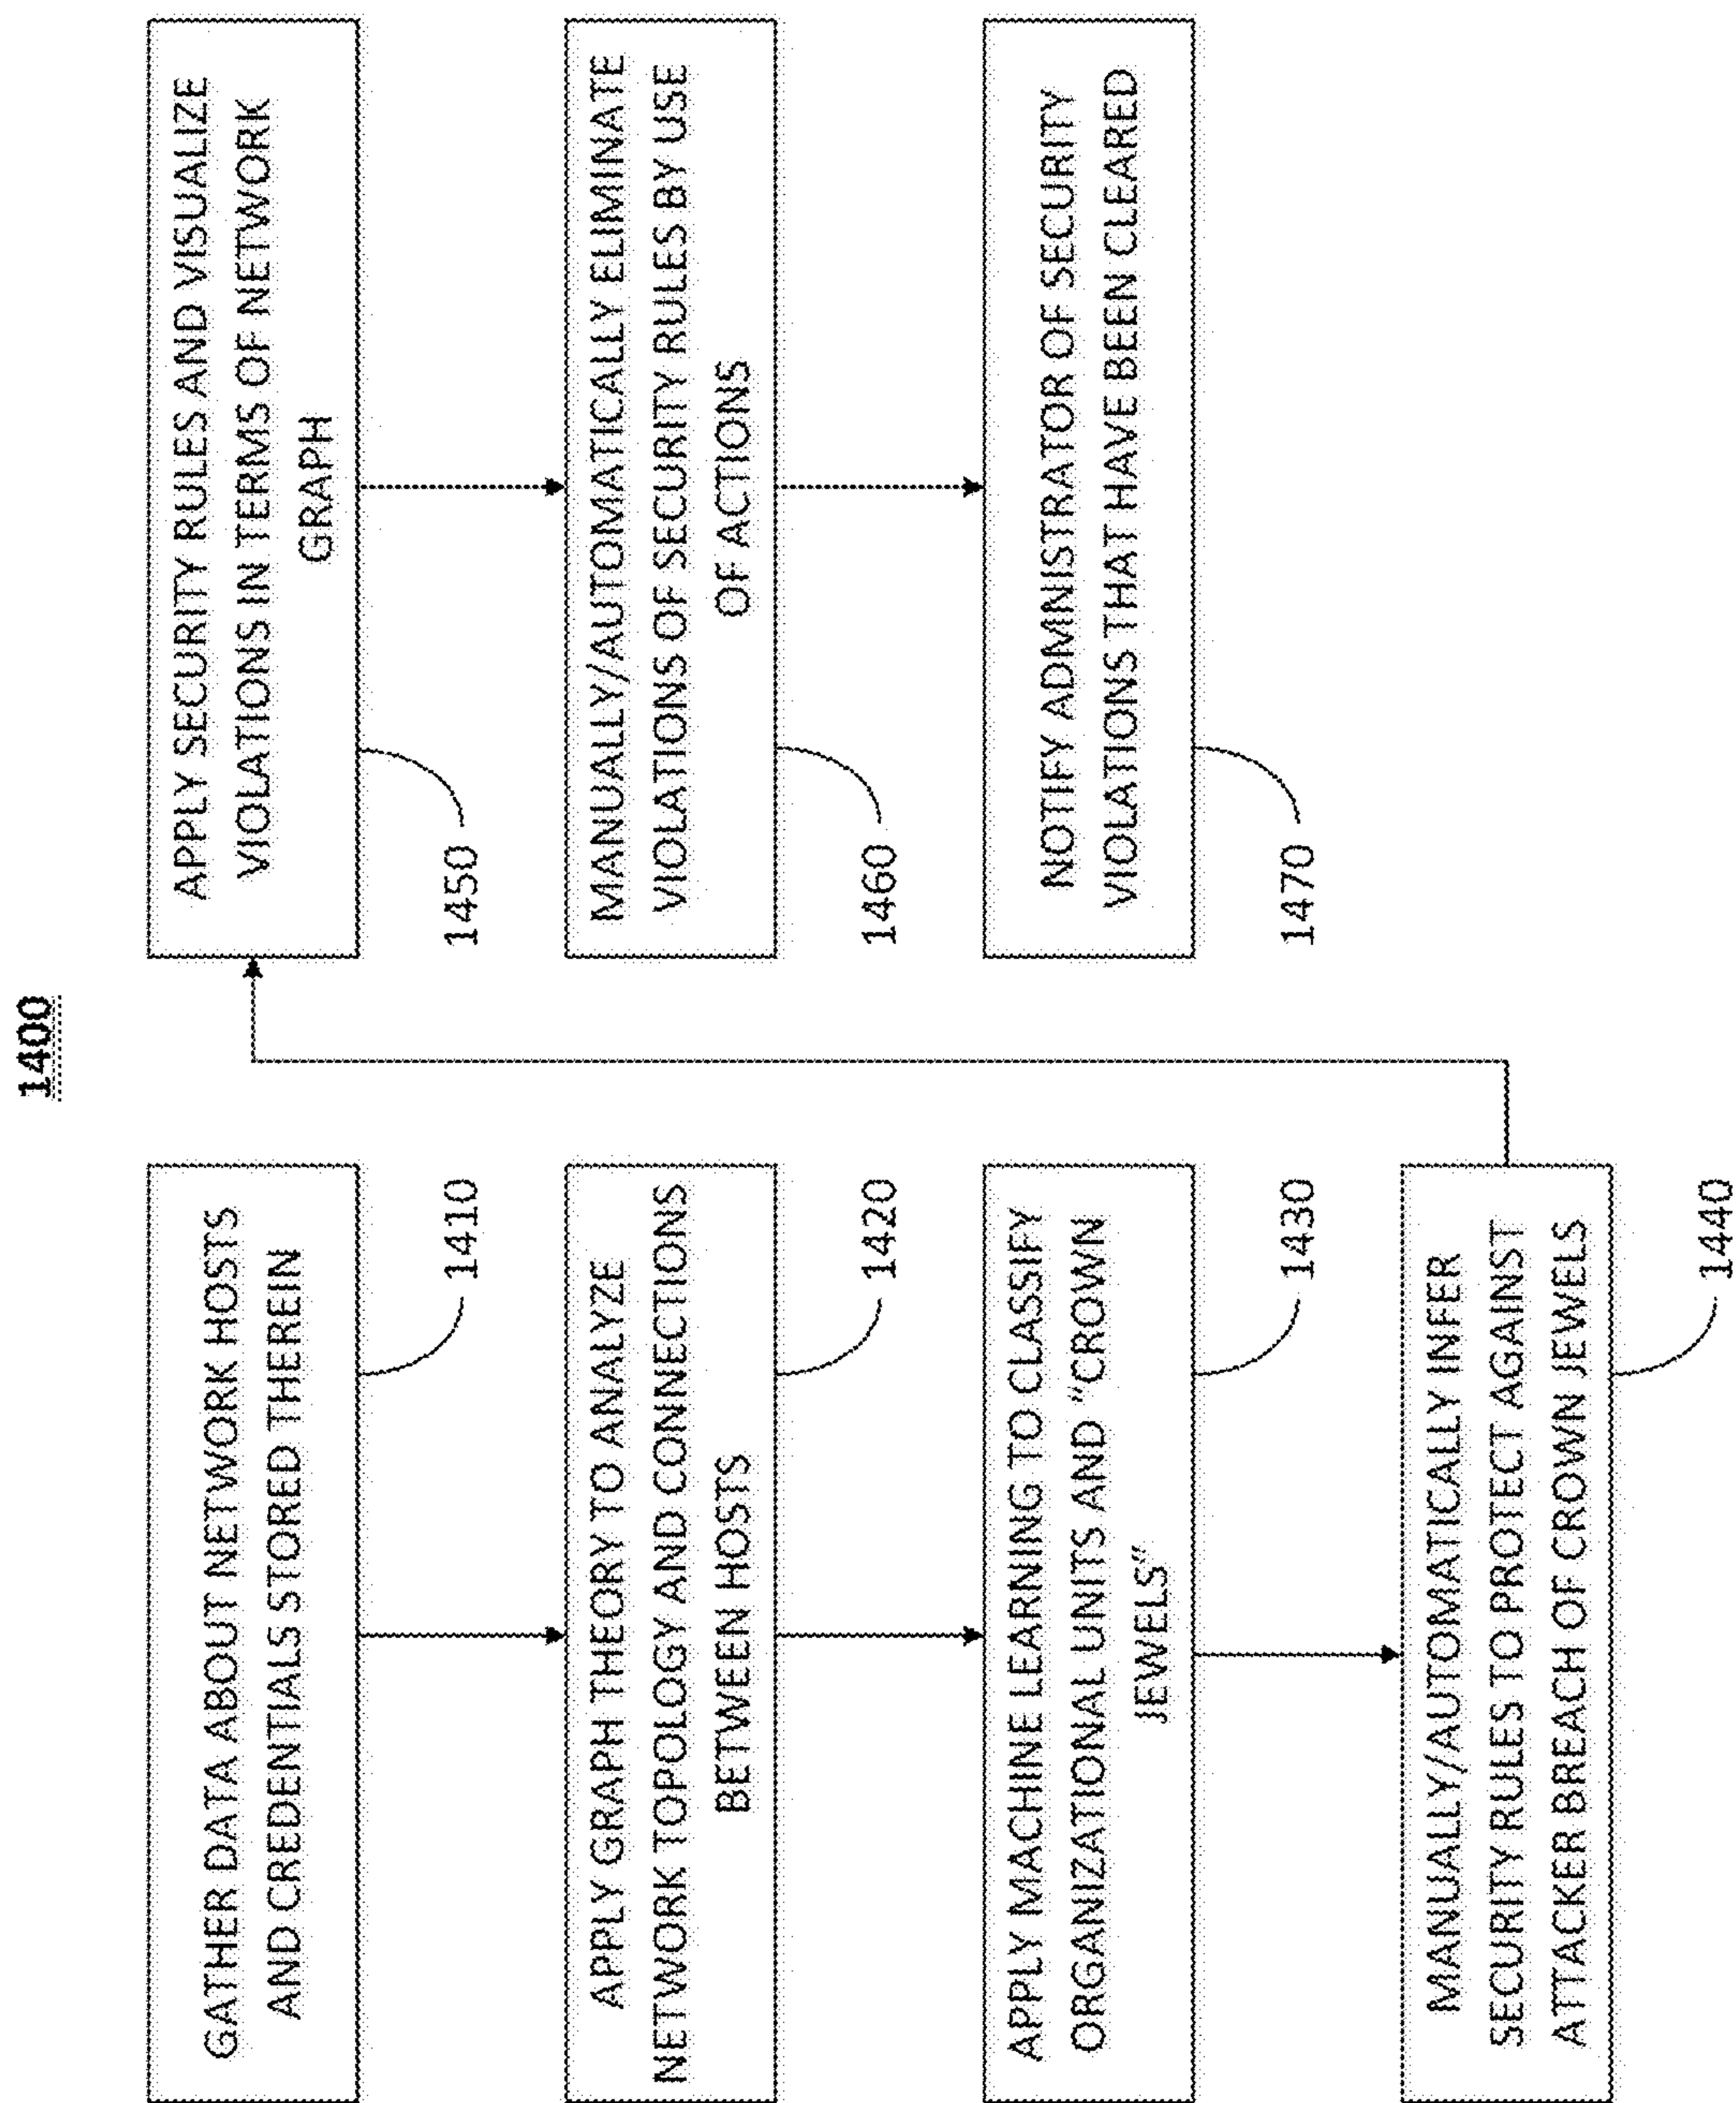 1400
GATHER DATA ABOUT NETWORK HOSTS
AND CREDENTIALS STORED THEREIN
1410
APPLY GRAPH THEORY TO ANALYZE
NETWORK TOPOLOGY AND CONNECTIONS
BETWEEN HOSTS
1420
APPLY MACHINE LEARNING TO CLASSIFY
ORGANIZATIONAL UNITS AND "CROWN
JEWELS"
1430
MANUALLY/AUTOMATICALLY INFER
SECURITY RULES TO PROTECT AGAINST
ATTACKER BREACH OF CROWN JEWELS
1440
APPLY SECURITY RULES AND VISUALIZE
VIOLATIONS IN TERMS OF NETWORK
GRAPH
1450
MANUALLY/AUTOMATICALLY ELIMINATE
VIOLATIONS OF SECURITY RULES BY USE
OF ACTIONS
1460
NOTIFY ADMNISTRATOR OF SECURITY
VIOLATIONS THAT HAVE BEEN CLEARED
1470